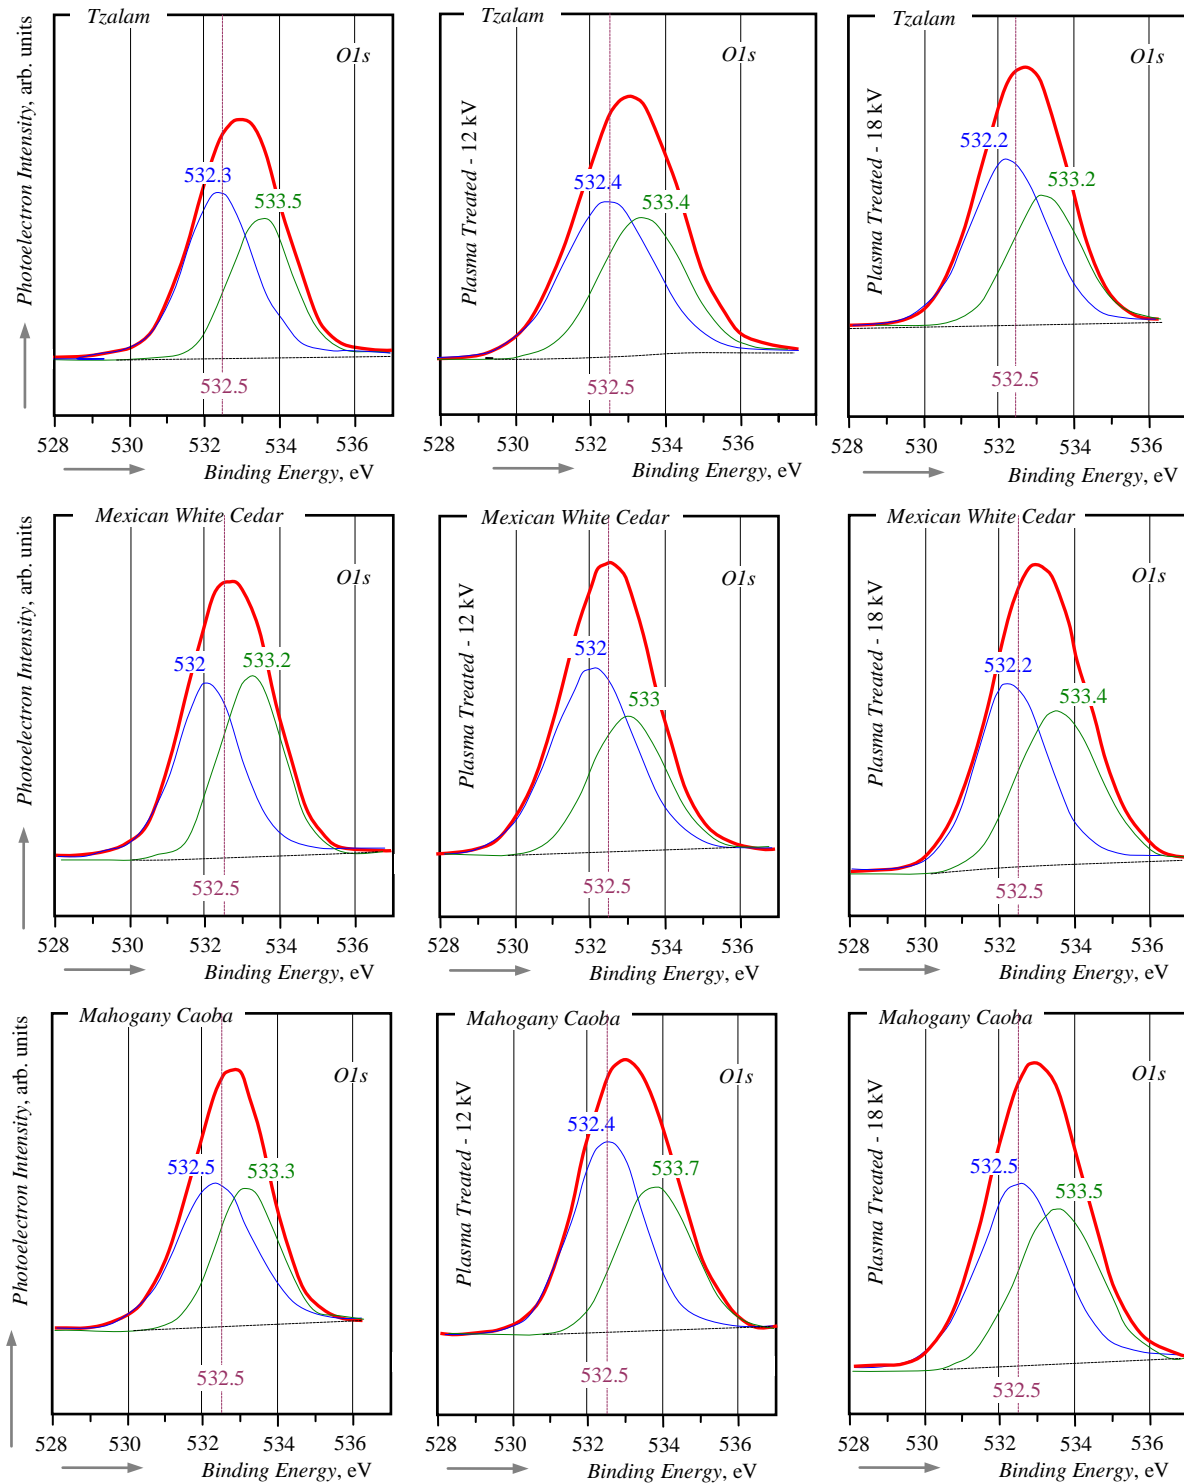 Tzalam
Photoelectron Intensity, arb. units
O1s
532.3
533.5
532.5
528 530 532 534 536
Binding Energy, eV
Tzalam
Plasma Treated - 12 kV
O1s
532.4
533.4
532.5
528 530 532 534 536
Binding Energy, eV
Tzalam
Plasma Treated - 18 kV
O1s
532.2
533.2
532.5
528 530 532 534 536
Binding Energy, eV
Mexican White Cedar
Photoelectron Intensity, arb. units
O1s
532
533.2
532.5
528 530 532 534 536
Binding Energy, eV
Mexican White Cedar
Plasma Treated - 12 kV
O1s
532
533
532.5
528 530 532 534 536
Binding Energy, eV
Mexican White Cedar
Plasma Treated - 18 kV
O1s
532.2
533.4
532.5
528 530 532 534 536
Binding Energy, eV
Mahogany Caoba
Photoelectron Intensity, arb. units
O1s
532.5
533.3
532.5
528 530 532 534 536
Binding Energy, eV
Mahogany Caoba
Plasma Treated - 12 kV
O1s
532.4
533.7
532.5
528 530 532 534 536
Binding Energy, eV
Mahogany Caoba
Plasma Treated - 18 kV
O1s
532.5
533.5
532.5
528 530 532 534 536
Binding Energy, eV